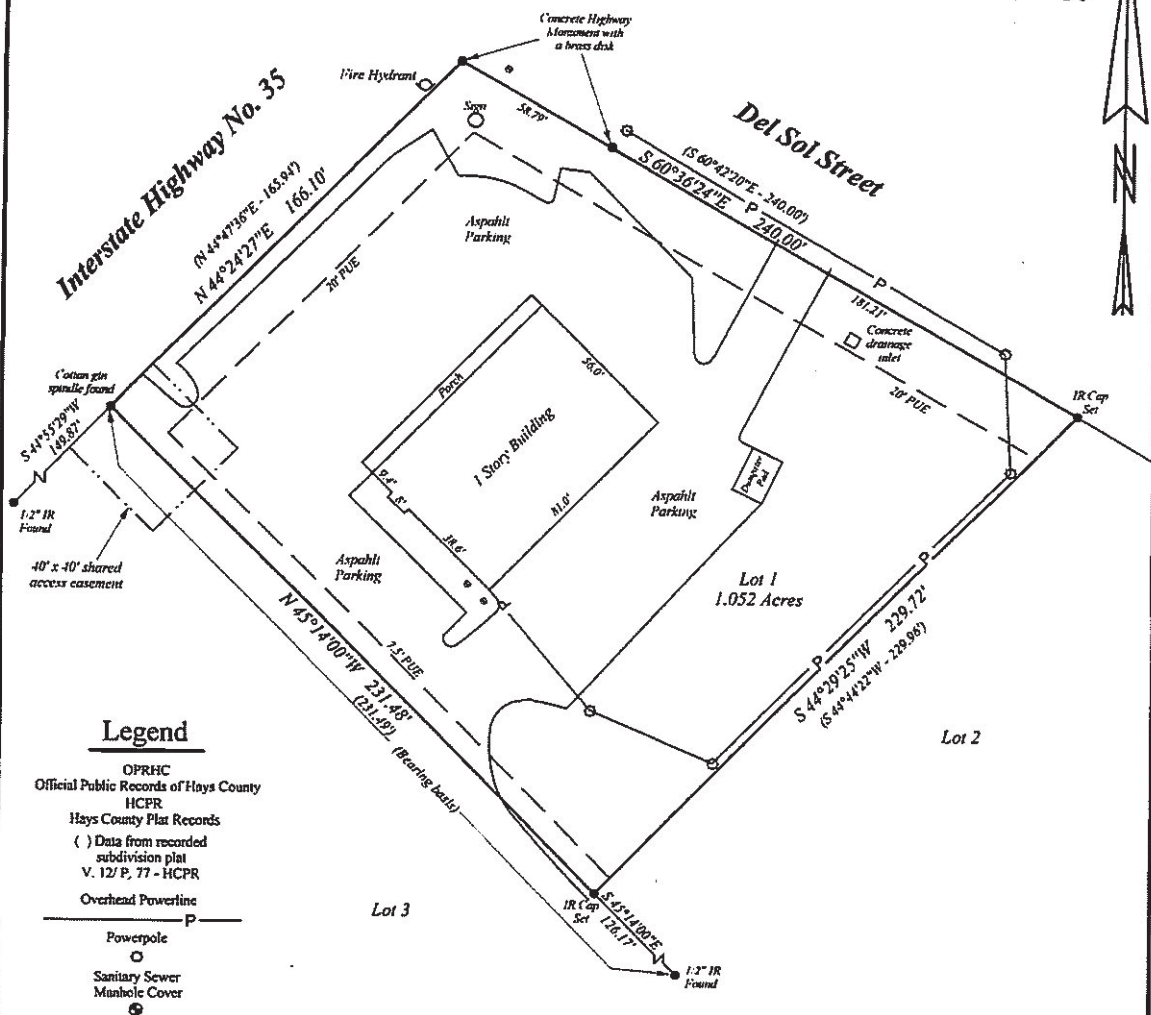 Concrete Highway
Monument with
a brass disk
Fire Hydrant
Sign
Interstate Highway No. 35
Del Sol Street
58.79'
(S 60°42'20"E - 240.00')
S 60°36'24"E 240.00'
P
P
181.21'
N
(N 44°47'36"E - 165.94')
N 44°24'27"E 166.10'
20' PUE
Aspahlt
Parking
Concrete
drainage
inlet
20' PUE
IR Cap
Set
Cotton gin
spindle found
S 44°55'29"W
149.87'
1/2" IR
Found
40' x 40' shared
access easement
Porch
56.0'
1 Story Building
9.4'
8'
38.6'
81.0'
Dumpster
Pad
Aspahlt
Parking
Aspahlt
Parking
Lot 1
1.052 Acres
P
P
S 44°29'25"W 229.72'
(S 44°44'22"W - 229.96')
N 45°14'00"W 231.48'
(231.49')
(Bearing basis)
7.5' PUE
Lot 2
Lot 3
IR Cap
Set
S 45°14'00"E
126.17'
1/2" IR
Found
Legend
OPRHC
Official Public Records of Hays County
HCPR
Hays County Plat Records
( ) Data from recorded
subdivision plat
V. 12/ P, 77 - HCPR
Overhead Powerline
P
Powerpole
Sanitary Sewer
Manhole Cover